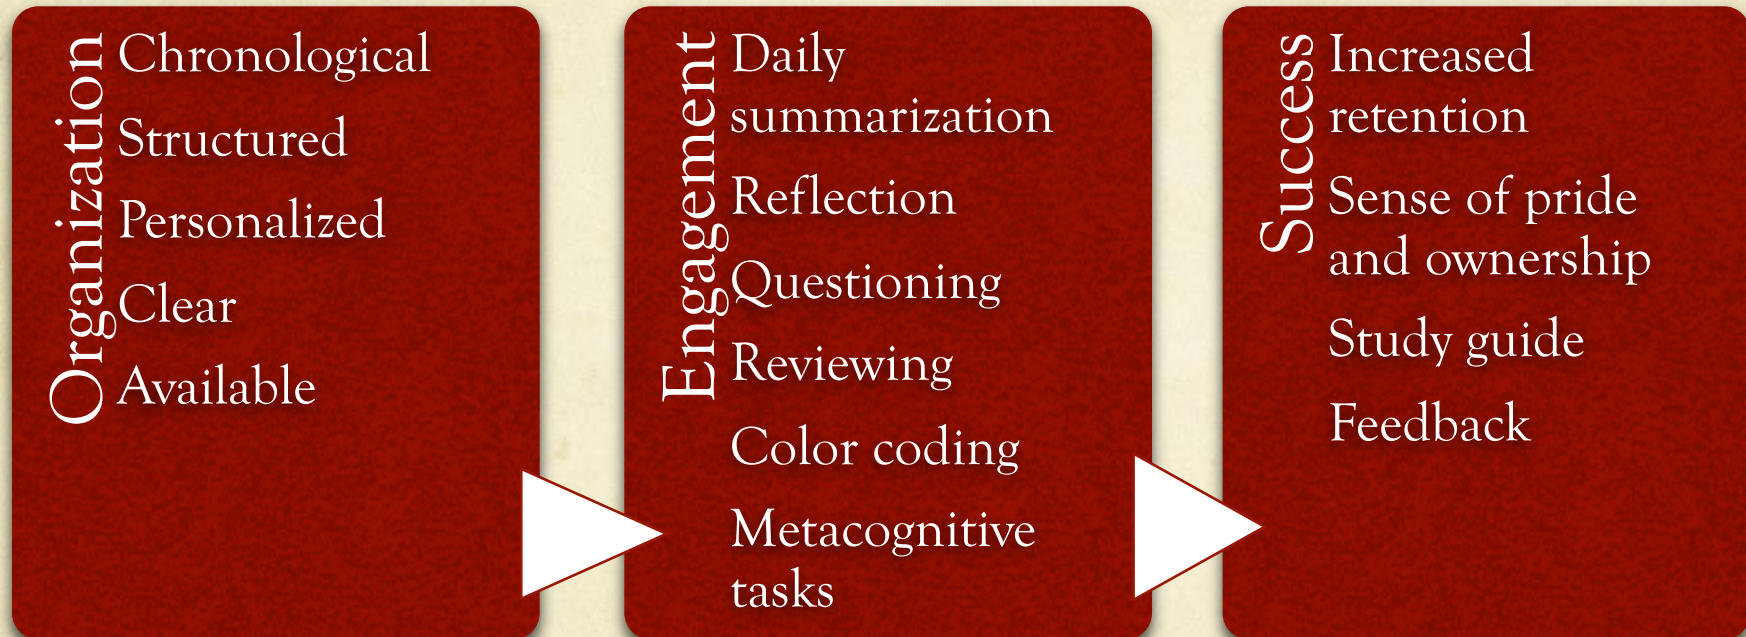 Organization
Chronological
Structured
Personalized
Clear
Available
Engagement
Daily
summarization
Reflection
Questioning
Reviewing
Color coding
Metacognitive
tasks
Success
Increased
retention
Sense of pride
and ownership
Study guide
Feedback